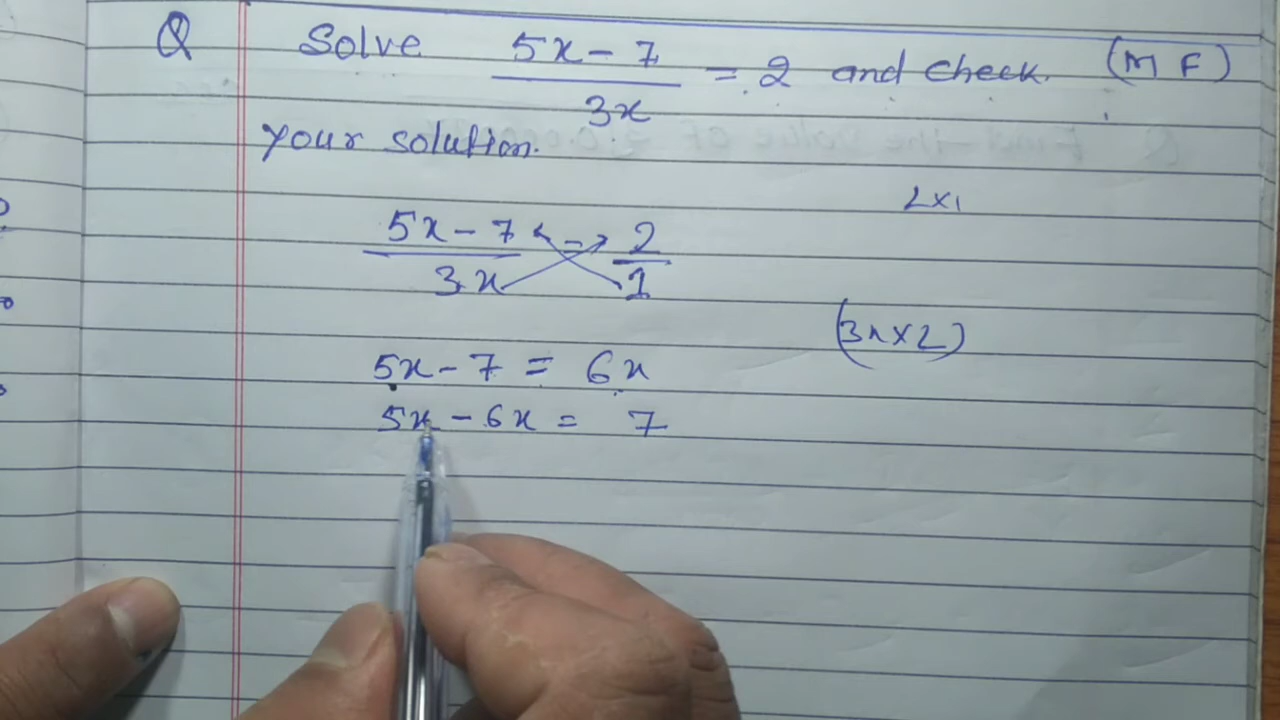 Q Solve 5x - 7 / 3x = 2 and check. (M F)
your solution.
2x1
5x - 7 / 3x = 2 / 1
(3x x 2)
5x - 7 = 6x
5x - 6x = 7